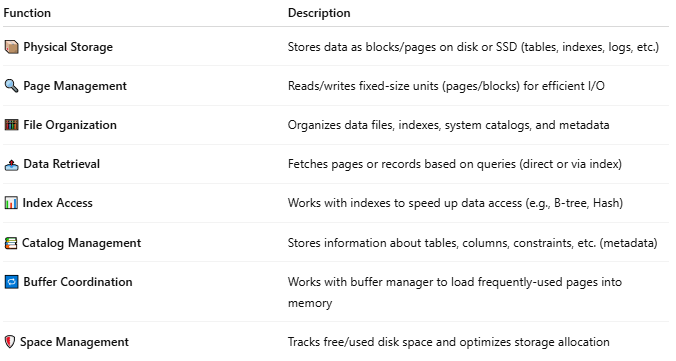 Function Description
Physical Storage Stores data as blocks/pages on disk or SSD (tables, indexes, logs, etc.)
Page Management Reads/writes fixed-size units (pages/blocks) for efficient I/O
File Organization Organizes data files, indexes, system catalogs, and metadata
Data Retrieval Fetches pages or records based on queries (direct or via index)
Index Access Works with indexes to speed up data access (e.g., B-tree, Hash)
Catalog Management Stores information about tables, columns, constraints, etc. (metadata)
Buffer Coordination Works with buffer manager to load frequently-used pages into
memory
Space Management Tracks free/used disk space and optimizes storage allocation